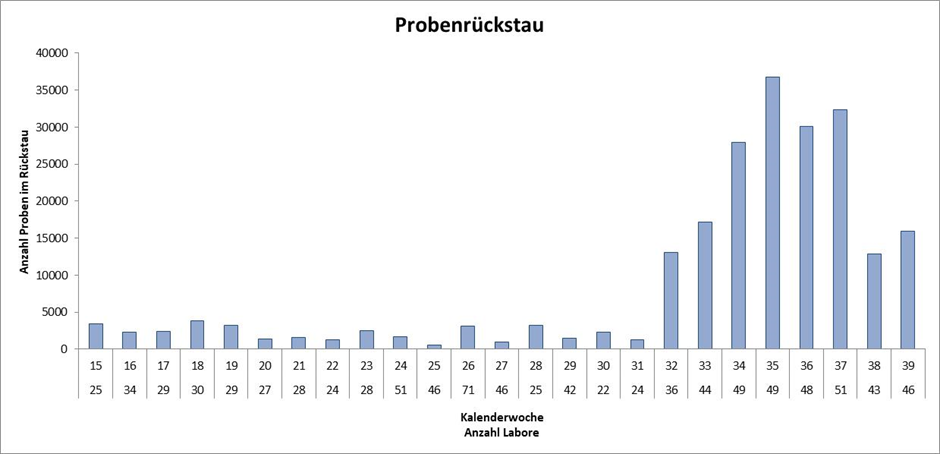 Probenrückstau
Anzahl Proben im Rückstau
40000
35000
30000
25000
20000
15000
10000
5000
0
15 16 17 18 19 20 21 22 23 24 25 26 27 28 29 30 31 32 33 34 35 36 37 38 39
25 34 29 30 29 27 28 24 28 51 46 71 46 25 42 22 24 36 44 49 49 48 51 43 46
Kalenderwoche
Anzahl Labore